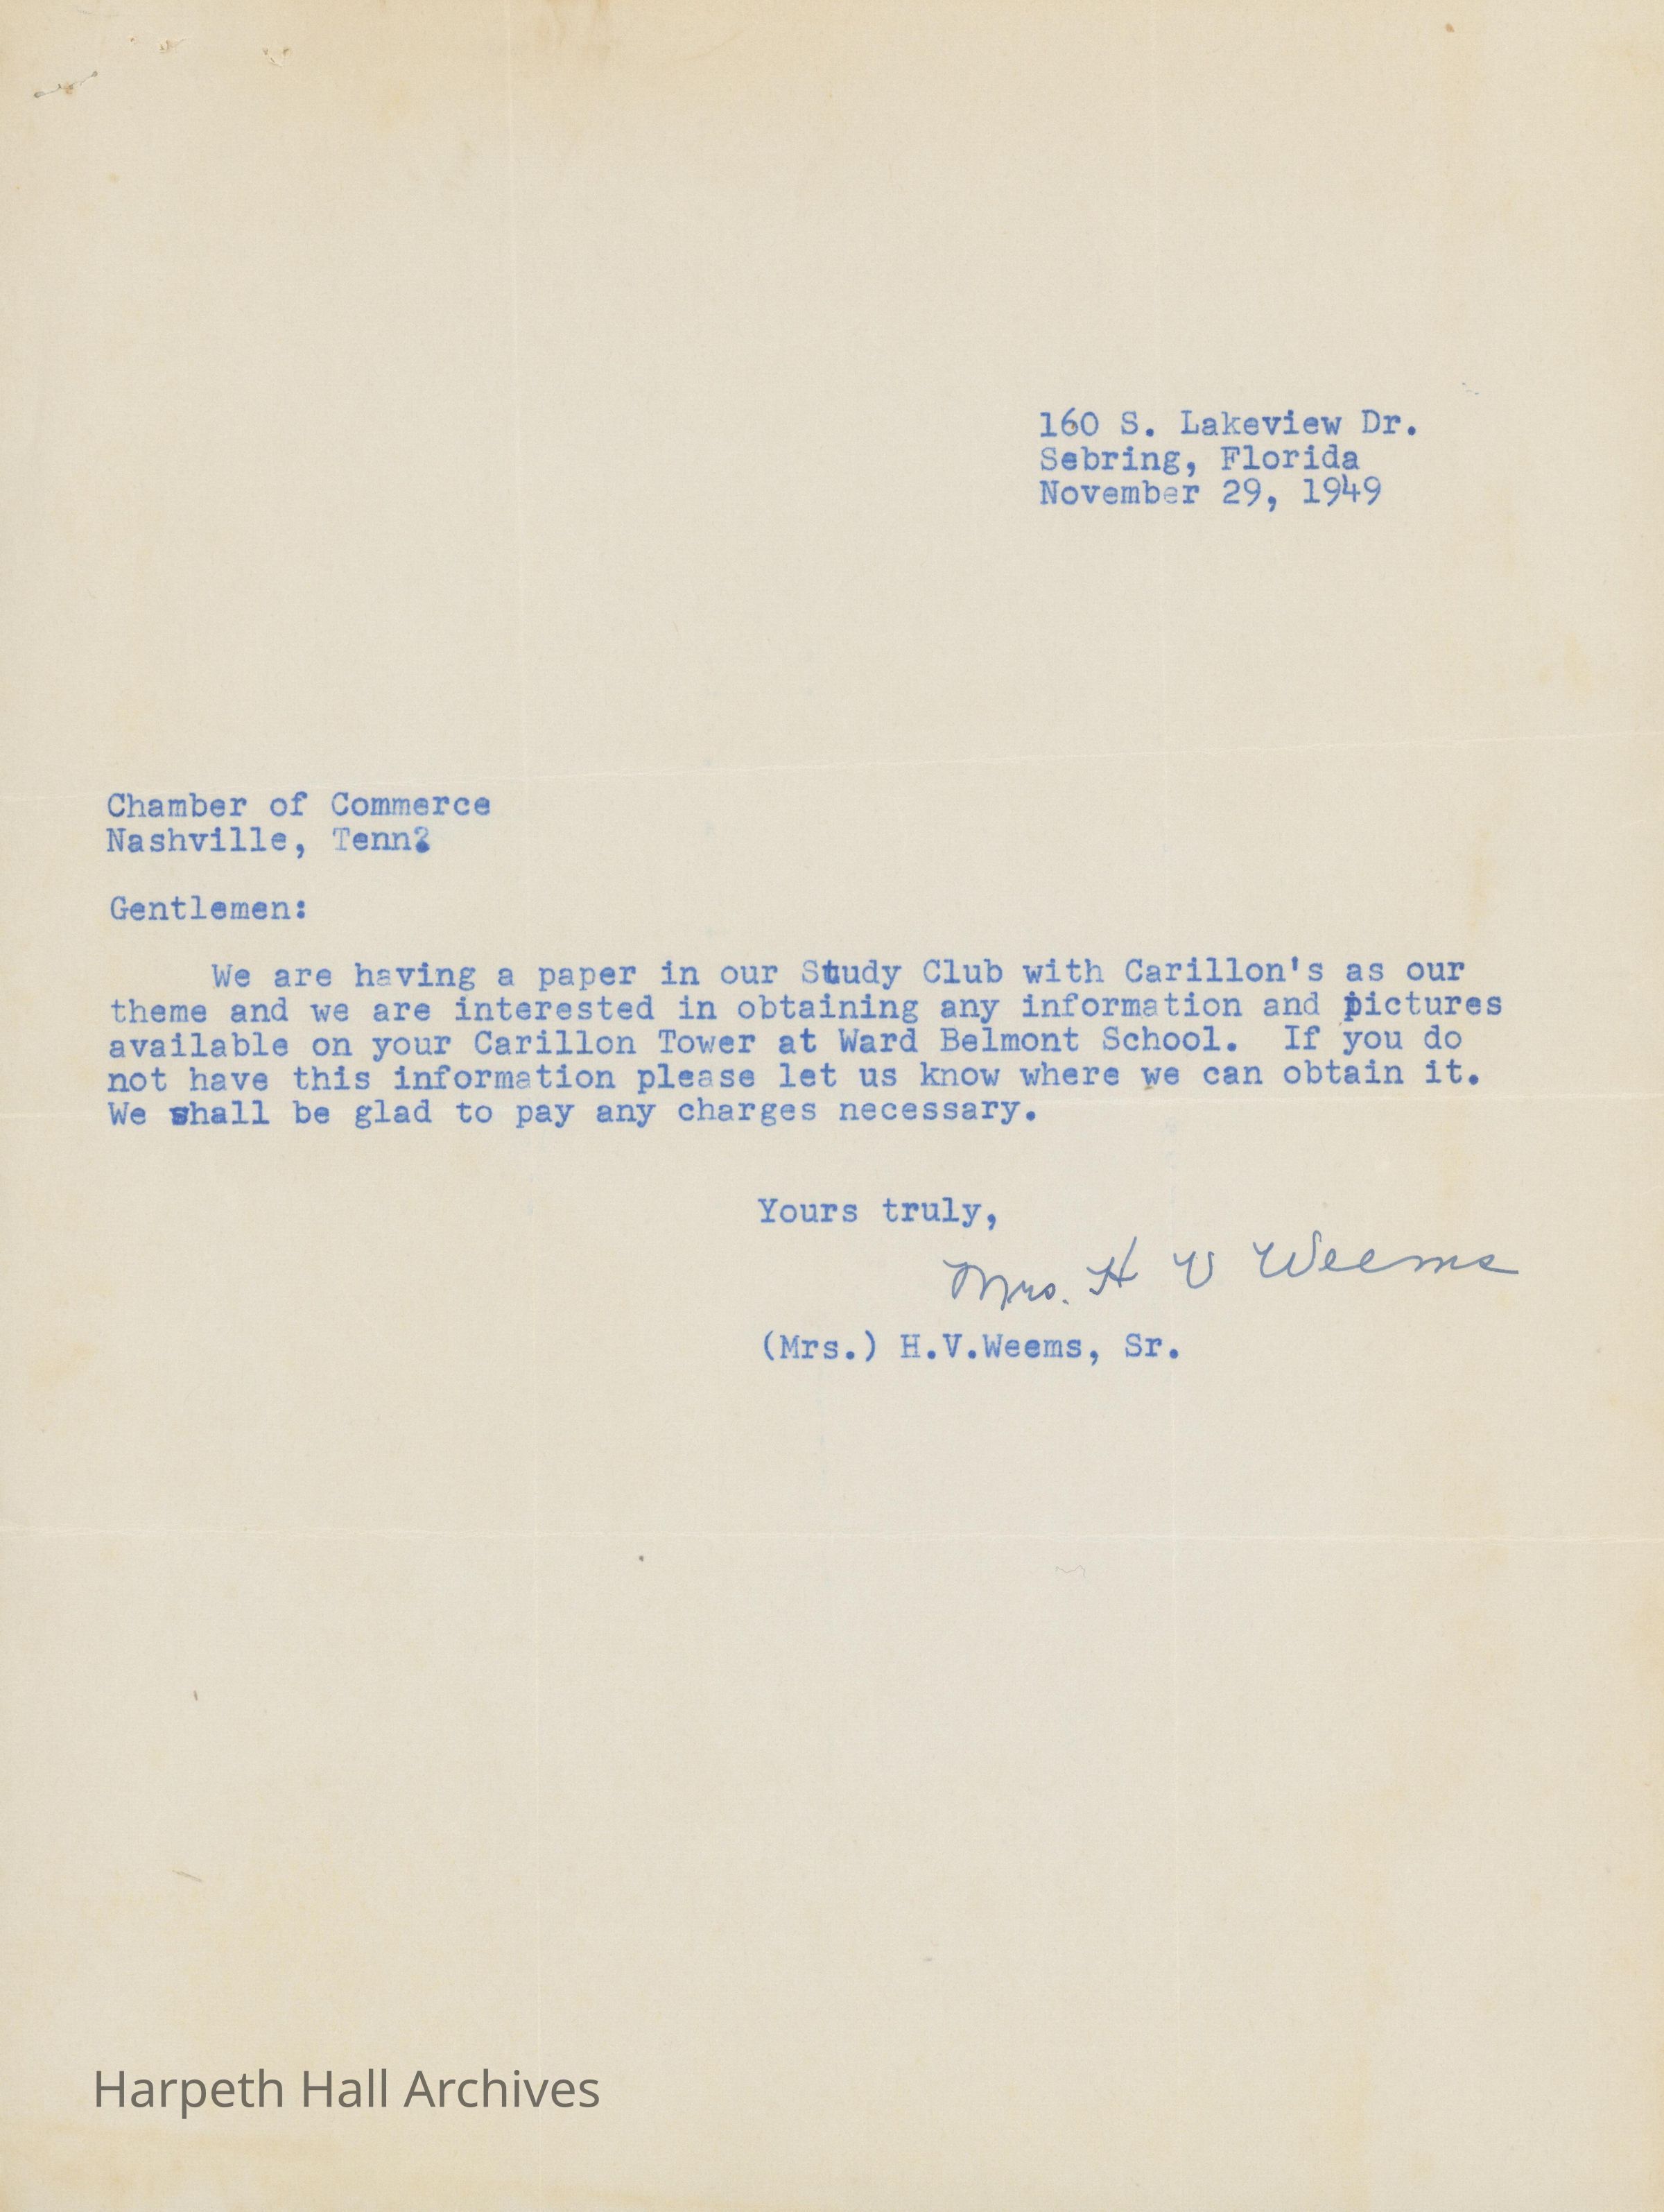 160 S. Lakeview Dr.
Sebring, Florida
November 29, 1949
Chamber of Commerce
Nashville, Tenn?
Gentlemen:
We are having a paper in our Study Club with Carillon's as our
theme and we are interested in obtaining any information and pictures
available on your Carillon Tower at Ward Belmont School.  If you do
not have this information please let us know where we can obtain it.
We shall be glad to pay any charges necessary.
Yours truly,
Mrs. H V Weems
(Mrs.) H.V.Weems, Sr.
Harpeth Hall Archives